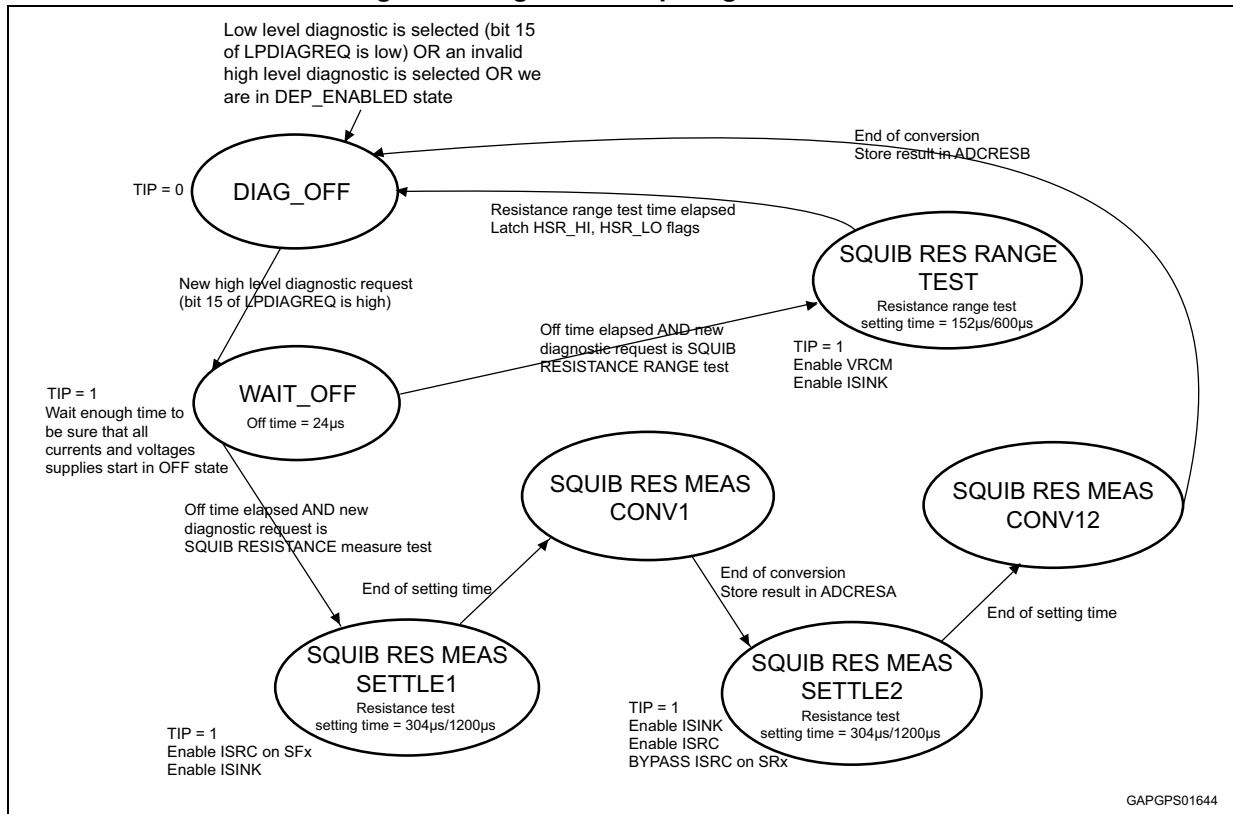 Low level diagnostic is selected (bit 15
of LPDIAGREQ is low) OR an invalid
high level diagnostic is selected OR we
are in DEP_ENABLED state
End of conversion
Store result in ADCRESB
TIP = 0
DIAG_OFF
Resistance range test time elapsed
Latch HSR_HI, HSR_LO flags
SQUIB RES RANGE
TEST
Resistance range test
setting time = 152µs/600µs
New high level diagnostic request
(bit 15 of LPDIAGREQ is high)
Off time elapsed AND new
diagnostic request is SQUIB
RESISTANCE RANGE test
TIP = 1
Enable VRCM
Enable ISINK
TIP = 1
Wait enough time to
be sure that all
currents and voltages
supplies start in OFF state
WAIT_OFF
Off time = 24µs
SQUIB RES MEAS
CONV1
SQUIB RES MEAS
CONV12
Off time elapsed AND new
diagnostic request is
SQUIB RESISTANCE measure test
End of setting time
End of conversion
Store result in ADCRESA
End of setting time
SQUIB RES MEAS
SETTLE1
Resistance test
setting time = 304µs/1200µs
TIP = 1
Enable ISRC on SFx
Enable ISINK
SQUIB RES MEAS
SETTLE2
Resistance test
setting time = 304µs/1200µs
TIP = 1
Enable ISINK
Enable ISRC
BYPASS ISRC on SRx
GAPGPS01644